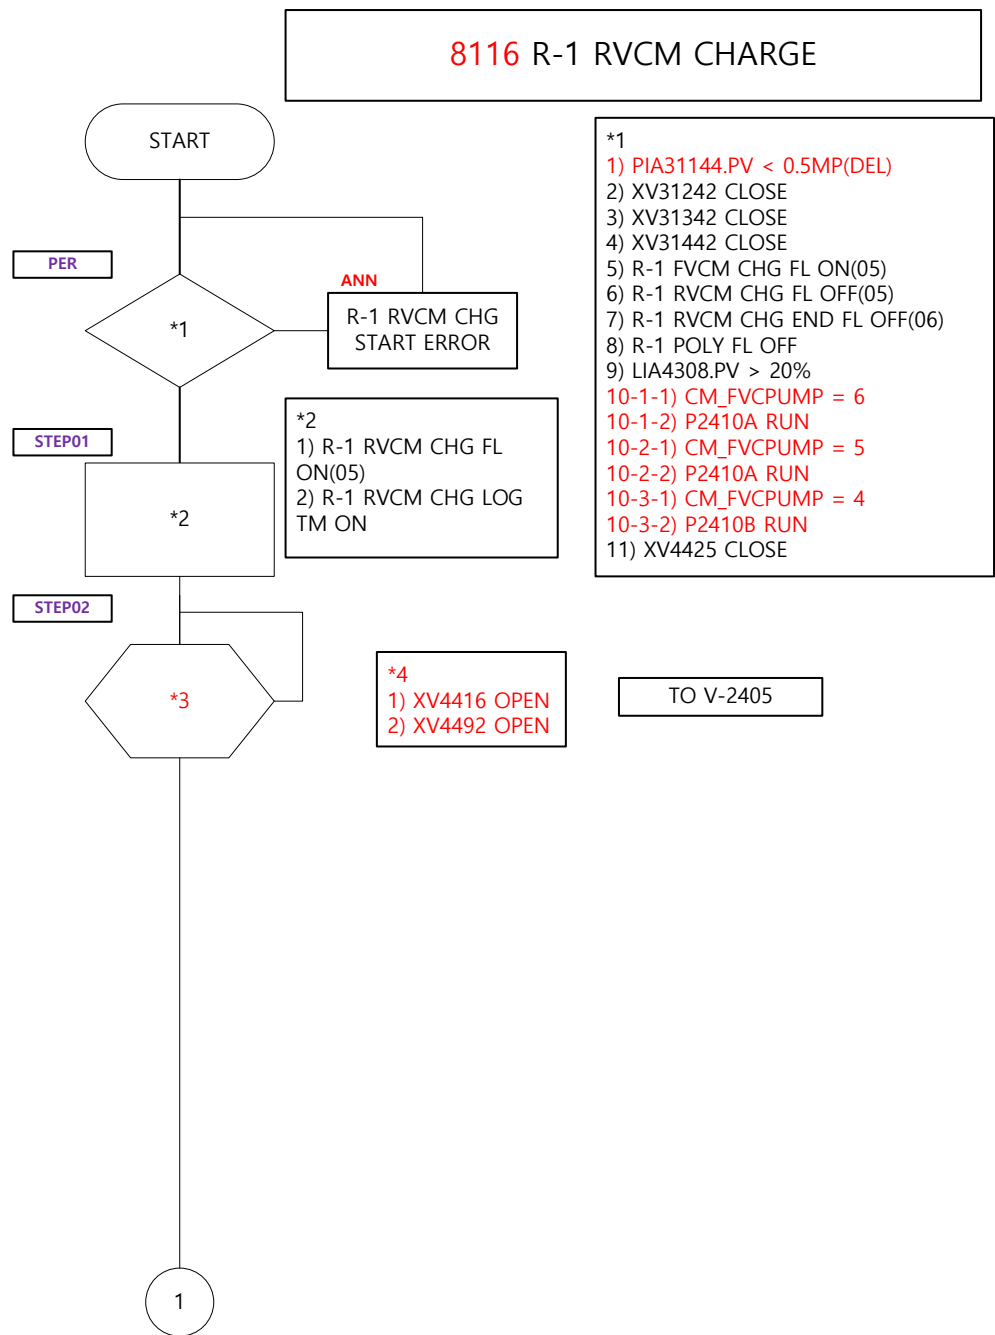 8116 R-1 RVCM CHARGE
START
*1
1) PIA31144.PV < 0.5MP(DEL)
2) XV31242 CLOSE
3) XV31342 CLOSE
4) XV31442 CLOSE
5) R-1 FVCM CHG FL ON(05)
6) R-1 RVCM CHG FL OFF(05)
7) R-1 RVCM CHG END FL OFF(06)
8) R-1 POLY FL OFF
9) LIA4308.PV > 20%
10-1-1) CM_FVCPUMP = 6
10-1-2) P2410A RUN
10-2-1) CM_FVCPUMP = 5
10-2-2) P2410A RUN
10-3-1) CM_FVCPUMP = 4
10-3-2) P2410B RUN
11) XV4425 CLOSE
PER
*1
ANN
R-1 RVCM CHG
START ERROR
STEP01
*2
*2
1) R-1 RVCM CHG FL
ON(05)
2) R-1 RVCM CHG LOG
TM ON
STEP02
*3
*4
1) XV4416 OPEN
2) XV4492 OPEN
TO V-2405
1